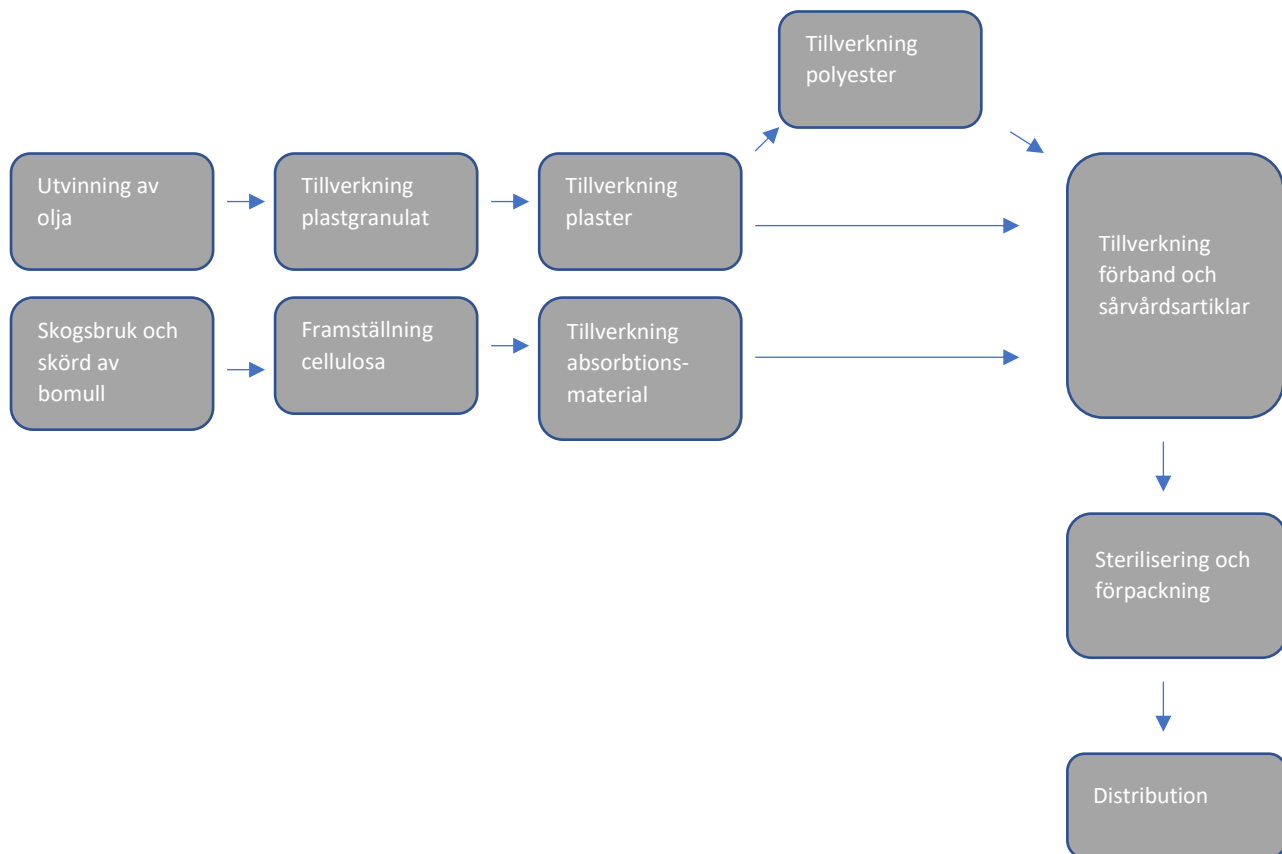 Tillverkning
polyester
Utvinning av
olja
Tillverkning
plastgranulat
Tillverkning
plaster
Tillverkning
förband och
sårvårdsartiklar
Skogsbruk och
skörd av
bomull
Framställning
cellulosa
Tillverkning
absorbtions-
material
Sterilisering och
förpackning
Distribution